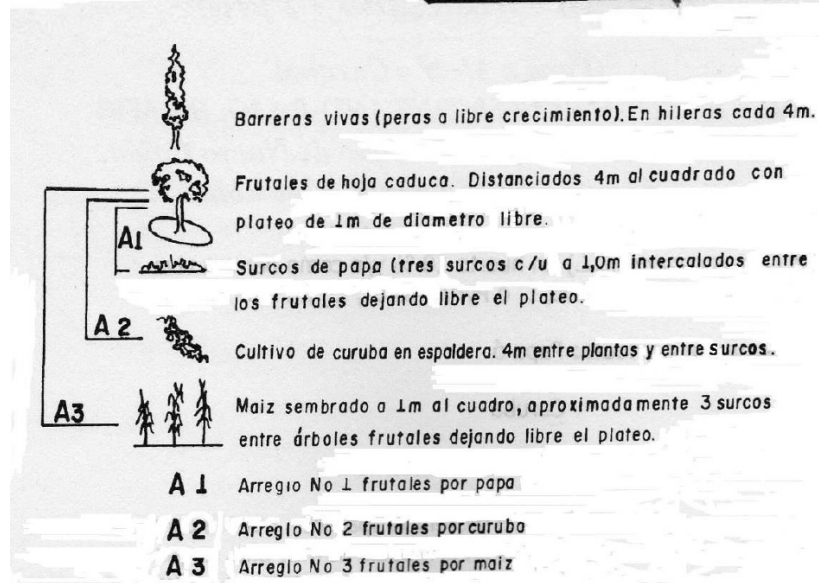 Barreras vivas (peras a libre crecimiento). En hileras cada 4m.
Frutales de hoja caduca. Distanciados 4m al cuadrado con
plateo de 1m de diametro libre.
A1
Surcos de papa (tres surcos c/u a 1,0m intercalados entre
los frutales dejando libre el plateo.
A2
Cultivo de curuba en espaldera. 4m entre plantas y entre surcos.
A3
Maiz sembrado a 1m al cuadro, aproximadamente 3 surcos
entre árboles frutales dejando libre el plateo.
A 1 Arreglo No 1 frutales por papa
A 2 Arreglo No 2 frutales por curuba
A 3 Arreglo No 3 frutales por maiz